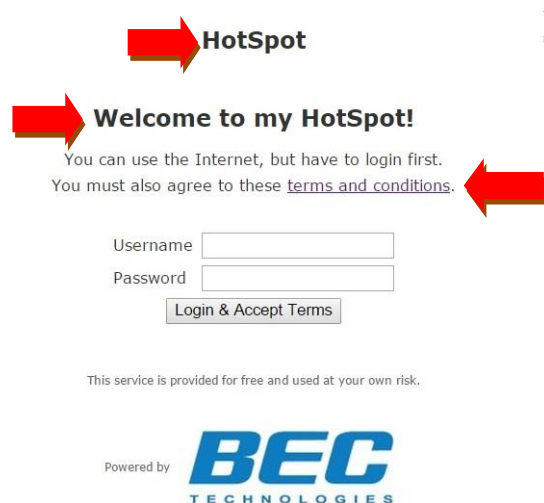 HotSpot
Welcome to my HotSpot!
You can use the Internet, but have to login first.
You must also agree to these terms and conditions.
Username
Password
Login & Accept Terms
This service is provided for free and used at your own risk.
Powered by
BEC
TECHNOLOGIES